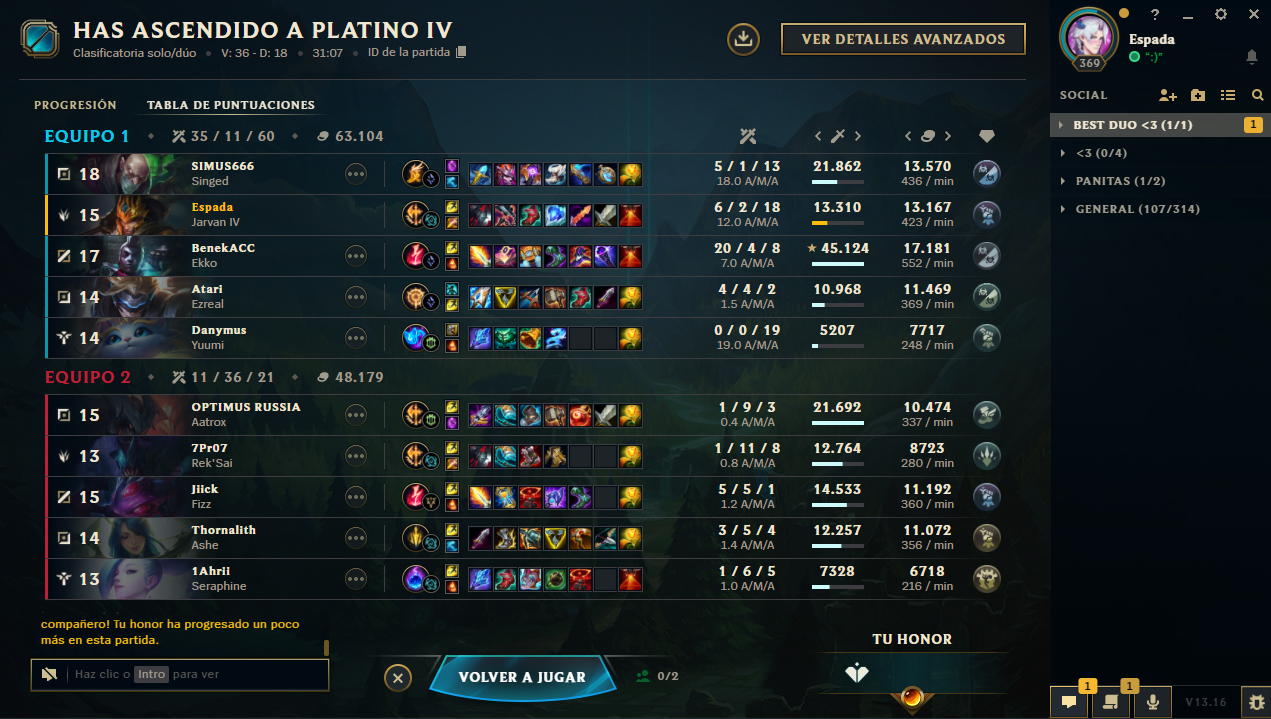 HAS ASCENDIDO A PLATINO IV
Clasificatoria solo/dúo • V: 36 - D: 18 • 31:07 • ID de la partida
VER DETALLES AVANZADOS
?
Espada
369
":)"
PROGRESIÓN TABLA DE PUNTUACIONES
SOCIAL
EQUIPO 1 • 35 / 11 / 60 • 63.104
BEST DUO <3 (1/1) 1
<3 (0/4)
PANITAS (1/2)
GENERAL (107/314)
18 SIMUS666 5 / 1 / 13 21.862 13.570
Singed 18.0 A/M/A 436 / min
15 Espada 6 / 2 / 18 13.310 13.167
Jarvan IV 12.0 A/M/A 423 / min
17 BenekACC 20 / 4 / 8 45.124 17.181
Ekko 7.0 A/M/A 552 / min
14 Atari 4 / 4 / 2 10.968 11.469
Ezreal 1.5 A/M/A 369 / min
14 Danymus 0 / 0 / 19 5207 7717
Yuumi 19.0 A/M/A 248 / min
EQUIPO 2 • 11 / 36 / 21 • 48.179
15 OPTIMUS RUSSIA 1 / 9 / 3 21.692 10.474
Aatrox 0.4 A/M/A 337 / min
13 7Pr07 1 / 11 / 8 12.764 8723
Rek'Sai 0.8 A/M/A 280 / min
15 Jiick 5 / 5 / 1 14.533 11.192
Fizz 1.2 A/M/A 360 / min
14 Thornalith 3 / 5 / 4 12.257 11.072
Ashe 1.4 A/M/A 356 / min
13 1Ahrii 1 / 6 / 5 7328 6718
Seraphine 1.0 A/M/A 216 / min
compañero! Tu honor ha progresado un poco
más en esta partida.
Haz clic o Intro para ver
VOLVER A JUGAR
0/2
TU HONOR
1 1
V13.16